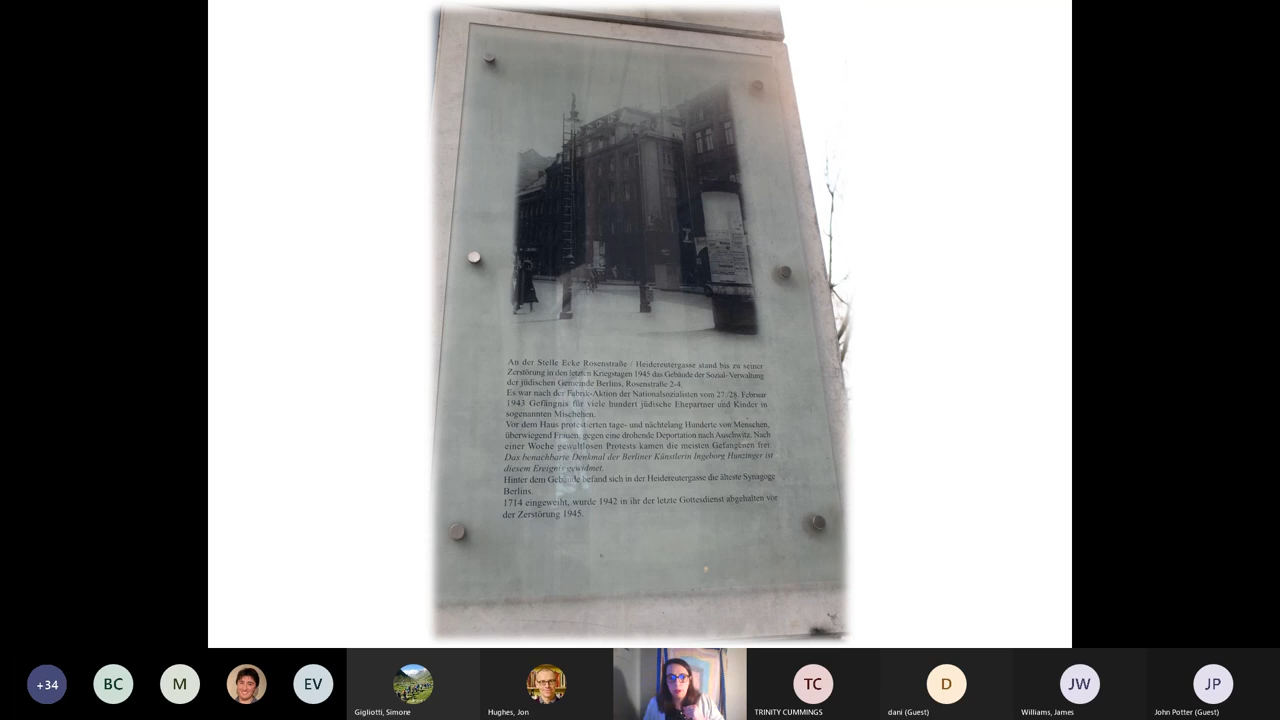 An der Stelle Ecke Rosenstraße / Heidereutergasse stand bis zu seiner
Zerstörung in den letzten Kriegstagen 1945 das Gebäude der Sozial-Verwaltung
der jüdischen Gemeinde Berlins, Rosenstraße 2-4.
Es war nach der Fabrik-Aktion der Nationalsozialisten vom 27./28. Februar
1943 Gefängnis für viele hundert jüdische Ehepartner und Kinder in
sogenannten Mischehen.
Vor dem Haus protestierten tage- und nächtelang Hunderte von Menschen,
überwiegend Frauen, gegen eine drohende Deportation nach Auschwitz. Nach
einer Woche gewaltlosen Protests kamen die meisten Gefangenen frei.
Das benachbarte Denkmal der Berliner Künstlerin Ingeborg Hunzinger ist
diesem Ereignis gewidmet.
Hinter dem Gebäude befand sich in der Heidereutergasse die älteste Synagoge
Berlins.
1714 eingeweiht, wurde 1942 in ihr der letzte Gottesdienst abgehalten vor
der Zerstörung 1945.
+34
BC
M
EV
Gigliotti, Simone
Hughes, Jon
TC
TRINITY CUMMINGS
D
dani (Guest)
JW
Williams, James
JP
John Potter (Guest)